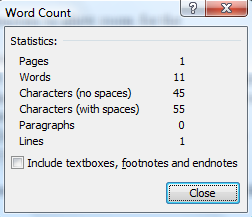 Word Count
Statistics:
Pages 1
Words 11
Characters (no spaces) 45
Characters (with spaces) 55
Paragraphs 0
Lines 1
Include textboxes, footnotes and endnotes
Close